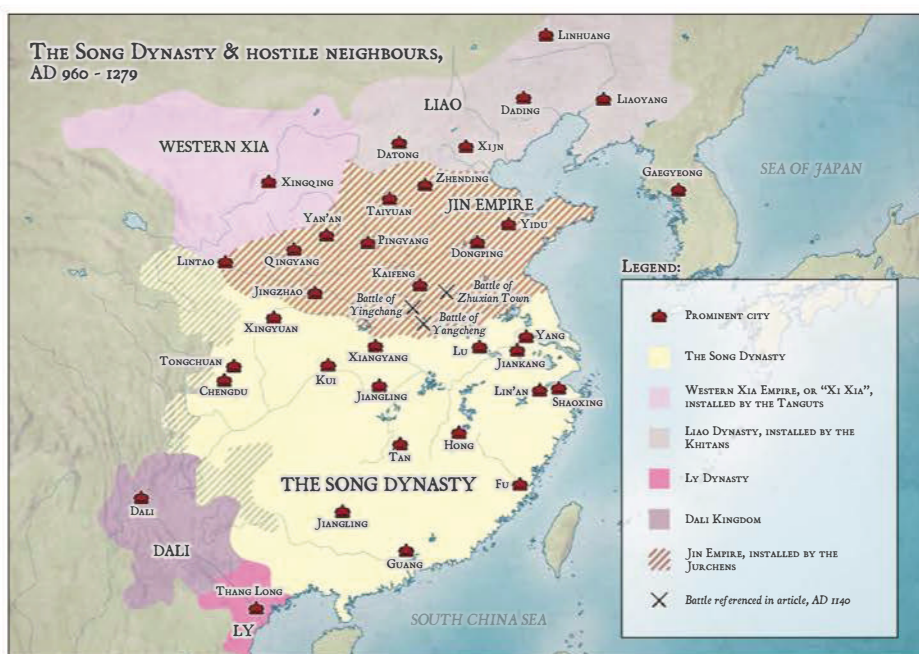 The Song Dynasty & hostile neighbours,
AD 960 - 1279
Linhuang
LIAO
Dading
Liaoyang
WESTERN XIA
Datong
Xijn
SEA OF JAPAN
Gaegyeong
Xingqing
Zhending
Taiyuan
JIN EMPIRE
Yan'an
Yidu
Pingyang
Dongping
Qingyang
Lintao
Kaifeng
Jingzhao
Battle of
Zhuxian Town
Battle of
Yingchang
Battle of
Yangcheng
Xingyuan
Yang
Xiangyang
Lu
Jiankang
Tongchuan
Kui
Chengdu
Jiangling
Lin'an
Shaoxing
Hong
Tan
THE SONG DYNASTY
Fu
Dali
Jiangling
DALI
Guang
Thang Long
LY
SOUTH CHINA SEA
Legend:
Prominent city
The Song Dynasty
Western Xia Empire, or “Xi Xia”,
installed by the Tanguts
Liao Dynasty, installed by the
Khitans
Ly Dynasty
Dali Kingdom
Jin Empire, installed by the
Jurchens
Battle referenced in article, AD 1140